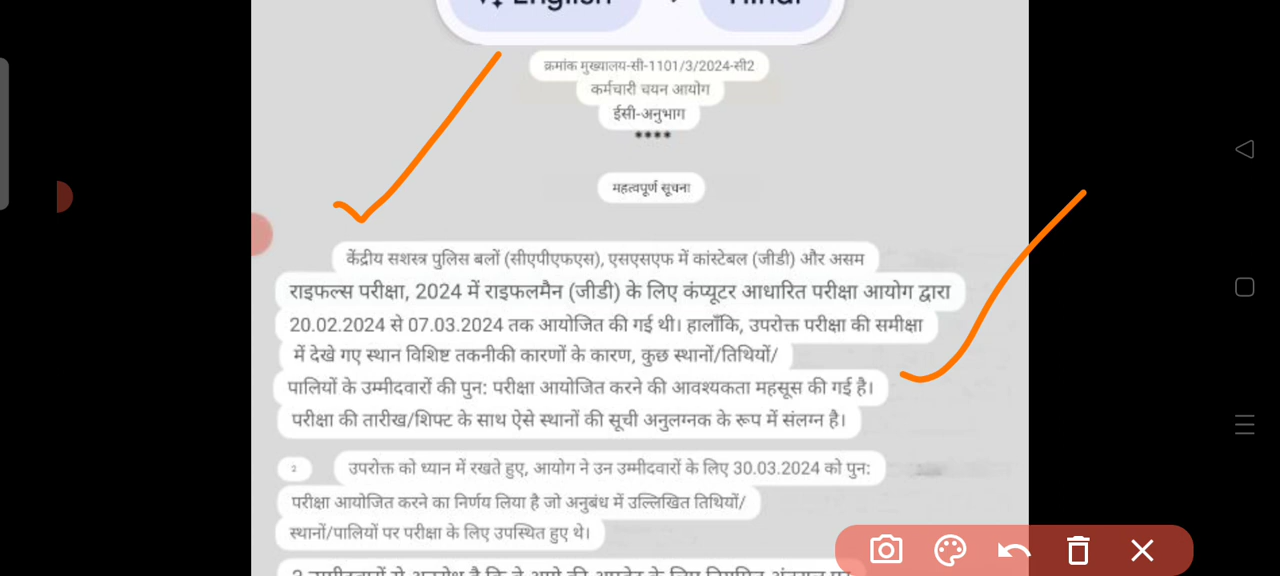 English
Hindi
क्रमांक मुख्यालय-सी-1101/3/2024-सी2
कर्मचारी चयन आयोग
ईसी-अनुभाग
****
महत्वपूर्ण सूचना
केंद्रीय सशस्त्र पुलिस बलों (सीएपीएफएस), एसएसएफ में कांस्टेबल (जीडी) और असम
राइफल्स परीक्षा, 2024 में राइफलमैन (जीडी) के लिए कंप्यूटर आधारित परीक्षा आयोग द्वारा
20.02.2024 से 07.03.2024 तक आयोजित की गई थी। हालाँकि, उपरोक्त परीक्षा की समीक्षा
में देखे गए स्थान विशिष्ट तकनीकी कारणों के कारण, कुछ स्थानों/तिथियों/
पालियों के उम्मीदवारों की पुन: परीक्षा आयोजित करने की आवश्यकता महसूस की गई है।
परीक्षा की तारीख/शिफ्ट के साथ ऐसे स्थानों की सूची अनुलग्नक के रूप में संलग्न है।
2 उपरोक्त को ध्यान में रखते हुए, आयोग ने उन उम्मीदवारों के लिए 30.03.2024 को पुन:
परीक्षा आयोजित करने का निर्णय लिया है जो अनुबंध में उल्लिखित तिथियों/
स्थानों/पालियों पर परीक्षा के लिए उपस्थित हुए थे।